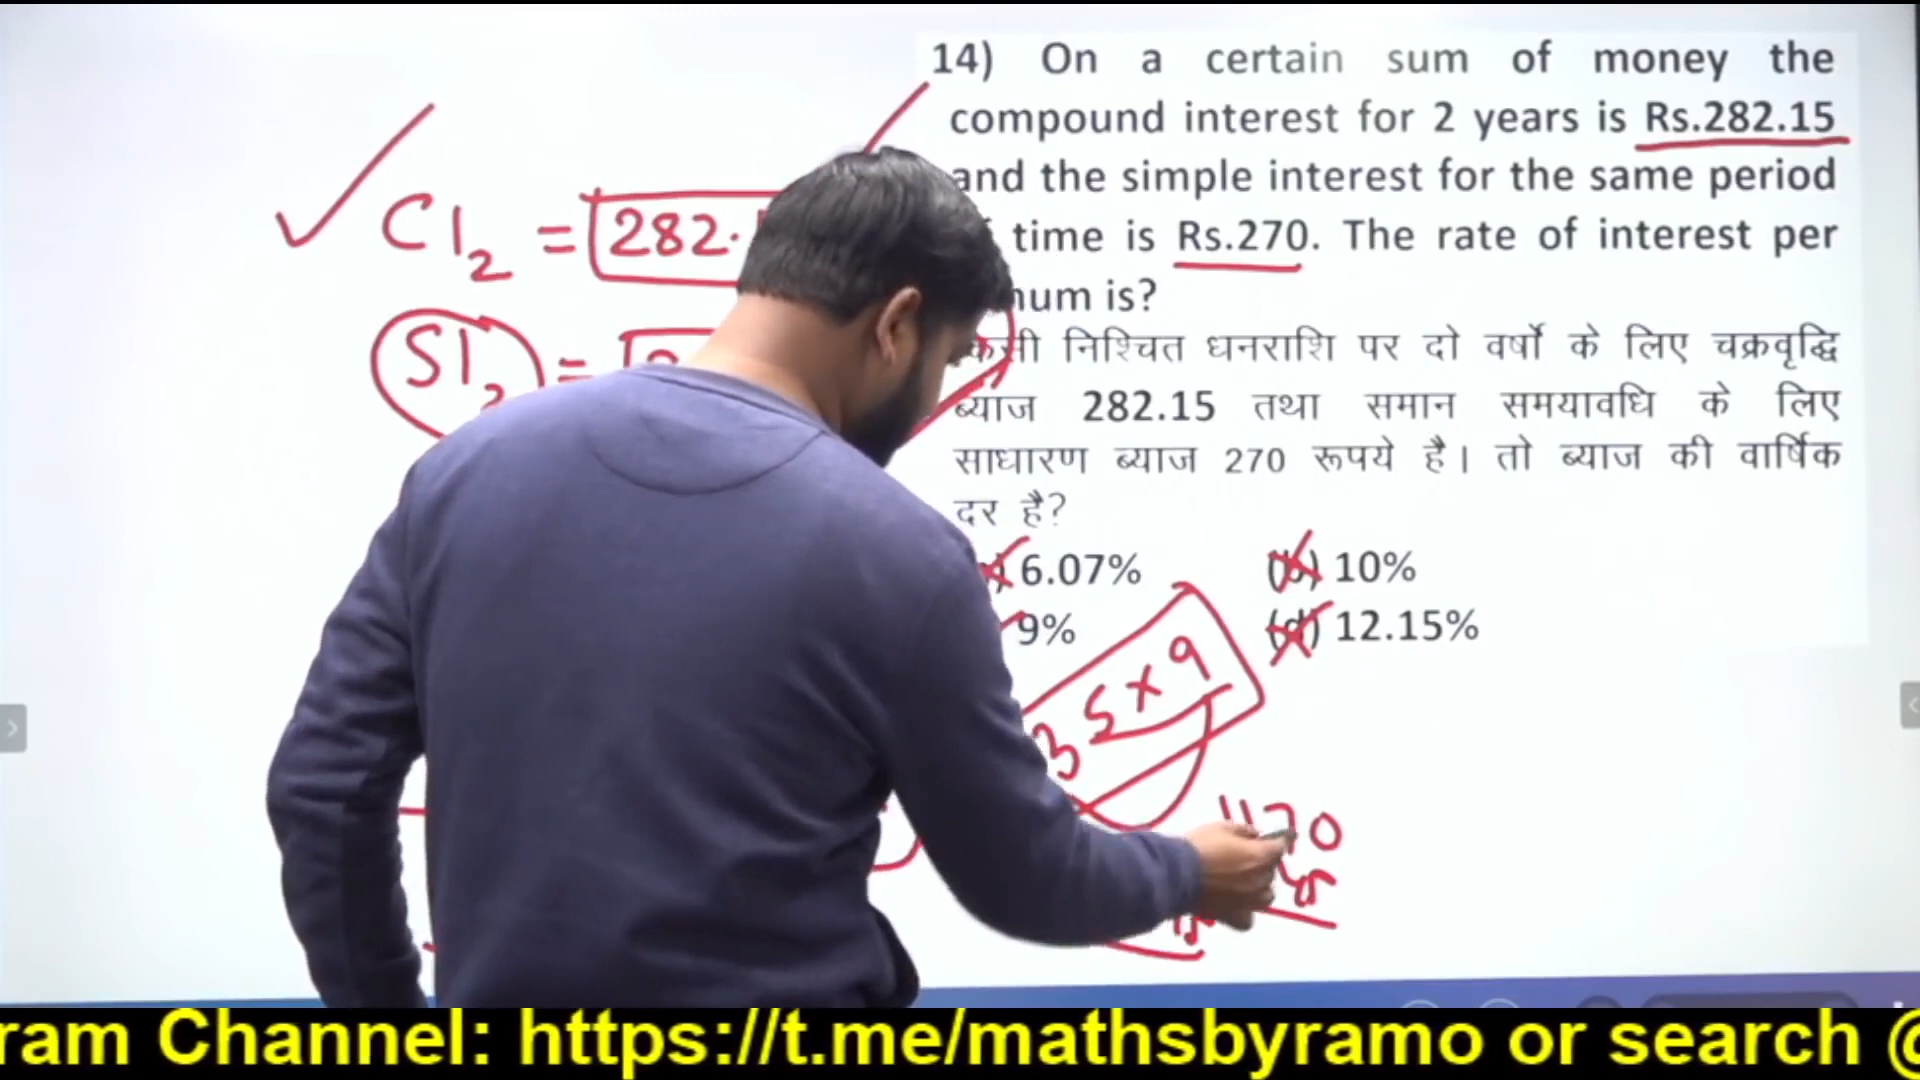 14) On a certain sum of money the
compound interest for 2 years is Rs.282.15
and the simple interest for the same period
time is Rs.270. The rate of interest per
is?
किसी निश्चित धनराशि पर दो वर्षों के लिए चक्रवृद्धि
ब्याज 282.15 तथा समान समयावधि के लिए
साधारण ब्याज 270 रूपये है। तो ब्याज की वार्षिक
दर है?
6.07% (b) 10%
9% (d) 12.15%
CI2 = 282.
SI2 =
35 x 9
1170
ram Channel: https://t.me/mathsbyramo or search @